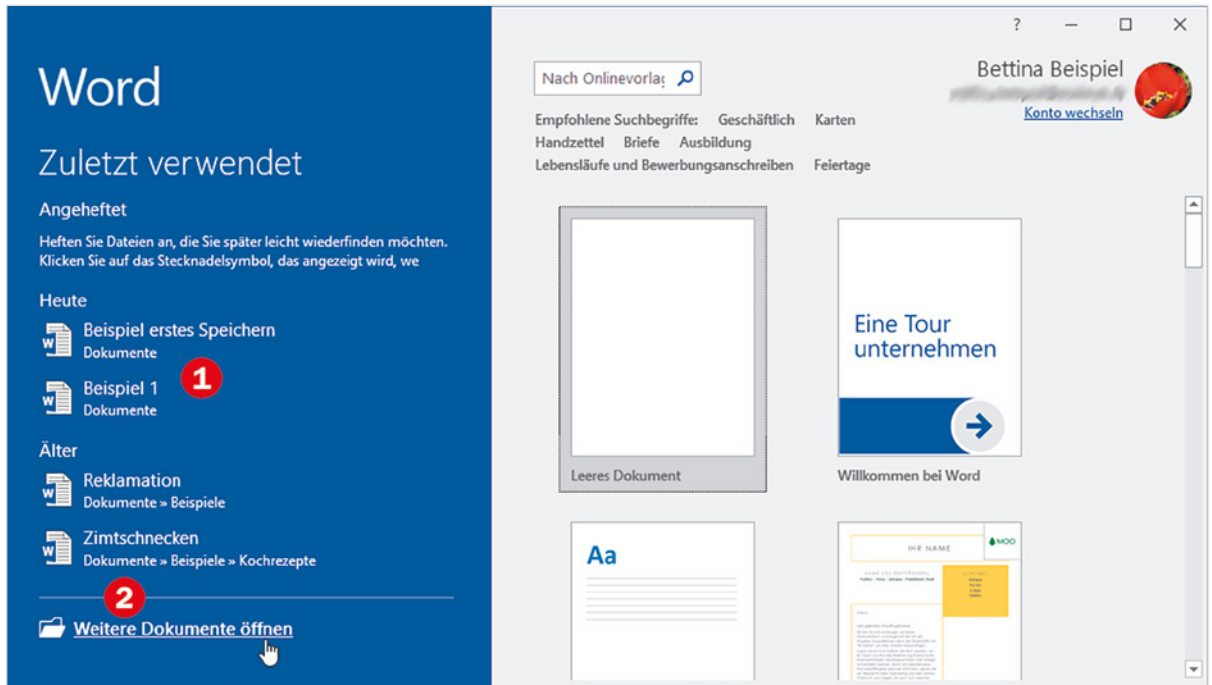 Word
Zuletzt verwendet
Angeheftet
Heften Sie Dateien an, die Sie später leicht wiederfinden möchten.
Klicken Sie auf das Stecknadelsymbol, das angezeigt wird, we
Heute
Beispiel erstes Speichern
Dokumente
1
Beispiel 1
Dokumente
Älter
Reklamation
Dokumente » Beispiele
Zimtschnecken
Dokumente » Beispiele » Kochrezepte
2
Weitere Dokumente öffnen
?
Nach Onlinevorlag
Bettina Beispiel
Konto wechseln
Empfohlene Suchbegriffe: Geschäftlich Karten
Handzettel Briefe Ausbildung
Lebensläufe und Bewerbungsanschreiben Feiertage
Leeres Dokument
Eine Tour
unternehmen
Willkommen bei Word
Aa
IHR NAME
MOO